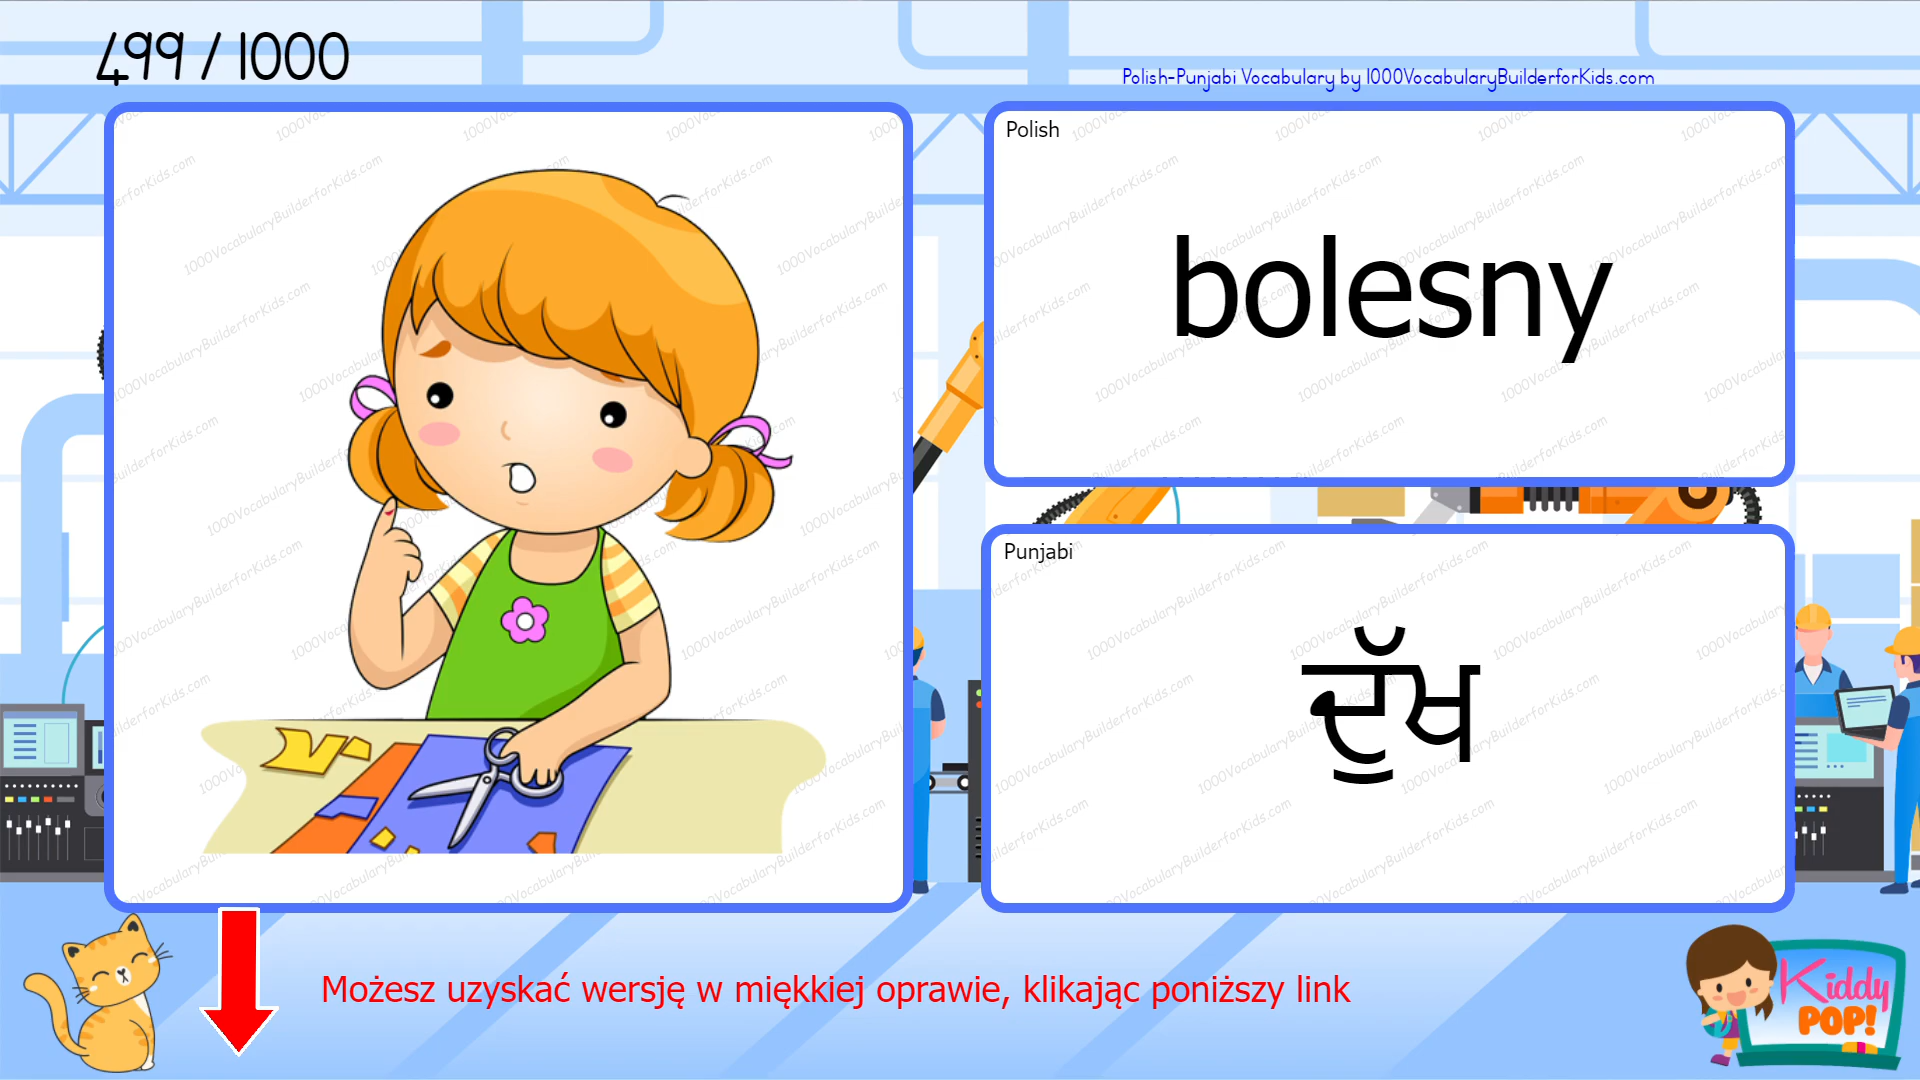 499 / 1000
Polish-Punjabi Vocabulary by 1000VocabularyBuilderforKids.com
Polish
bolesny
Punjabi
ਦੁੱਖ
Możesz uzyskać wersję w miękkiej oprawie, klikając poniższy link
Kiddy
POP!